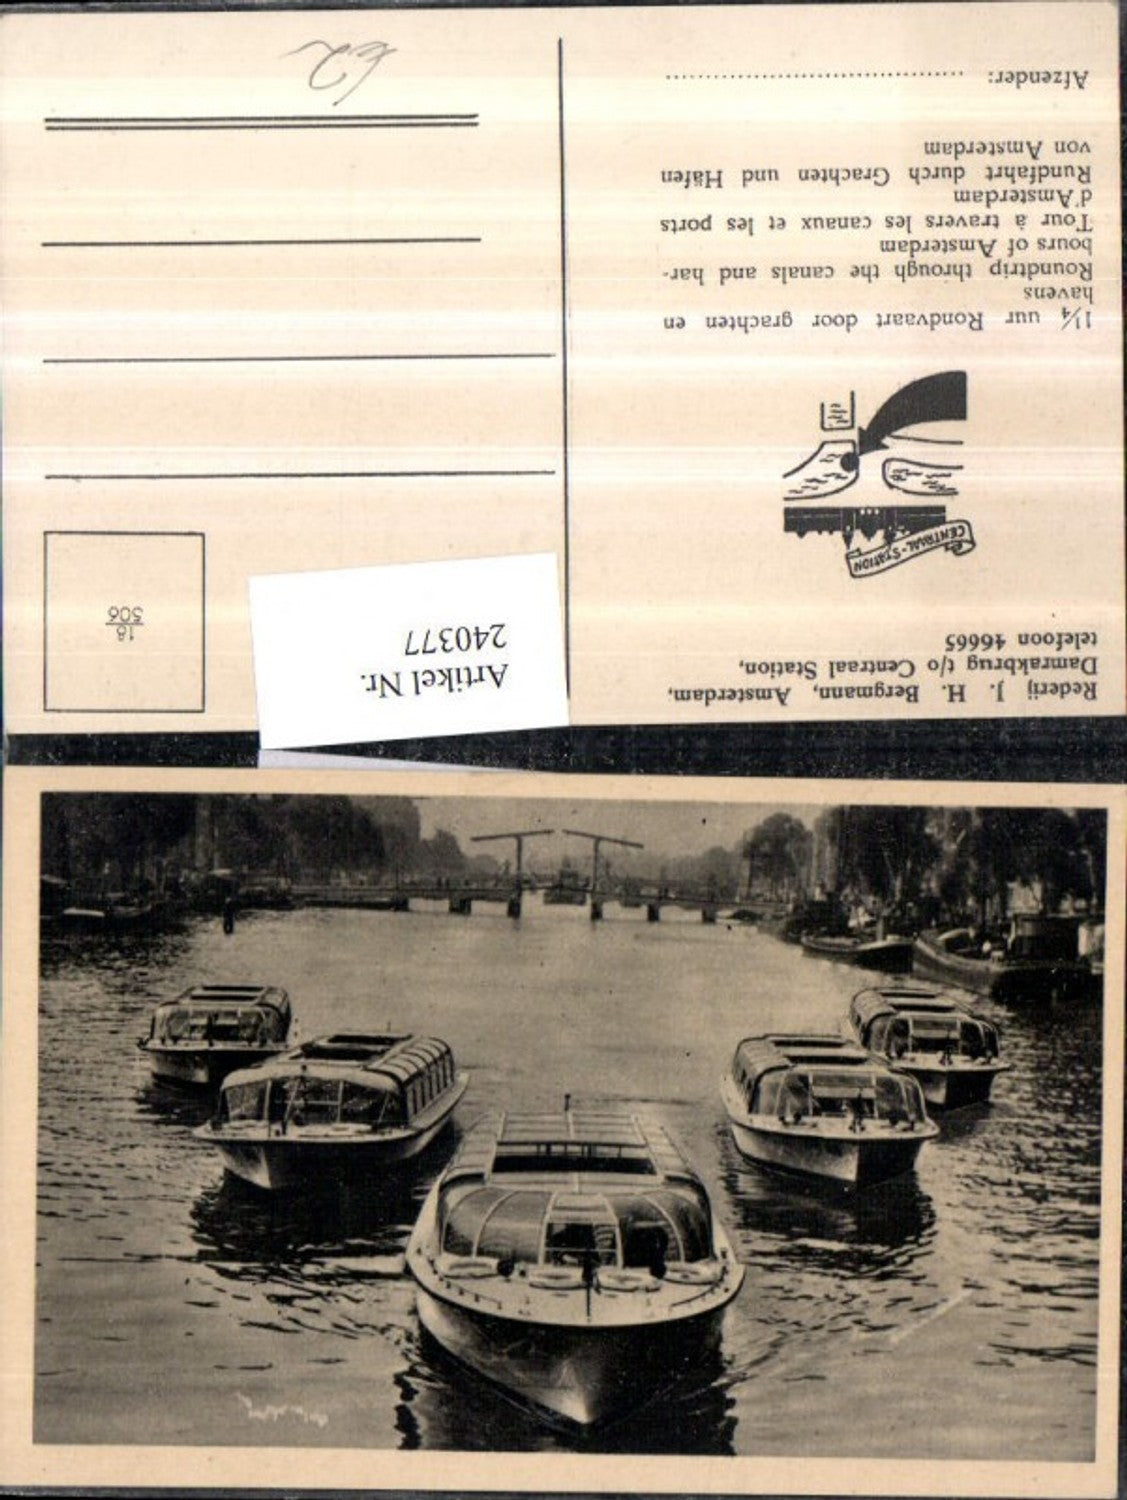 Rederij J. H. Bergmann, Amsterdam,
Damrakbrug t/o Centraal Station,
telefoon 46665
CENTRAAL-STATION
1¼ uur Rondvaart door grachten en
havens
Roundtrip through the canals and har-
bours of Amsterdam
Tour à travers les canaux et les ports
d'Amsterdam
Rundfahrt durch Grachten und Häfen
von Amsterdam
Afzender:
Artikel Nr.
240377
18
506